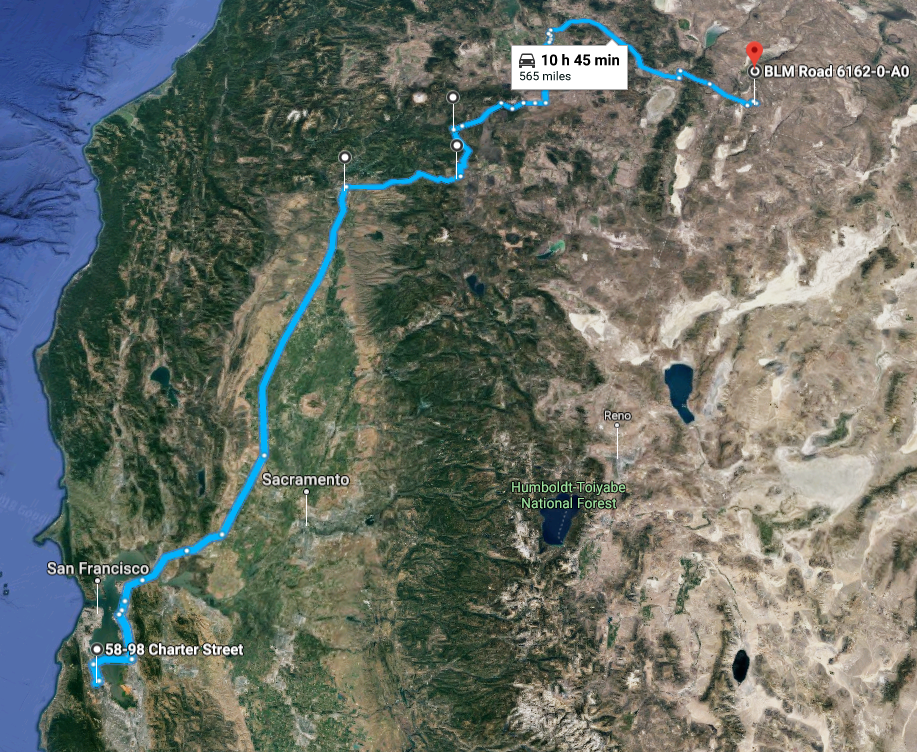 10 h 45 min
565 miles
BLM Road 6162-0-A0
Reno
Sacramento
Humboldt-Toiyabe
National Forest
San Francisco
58-98 Charter Street